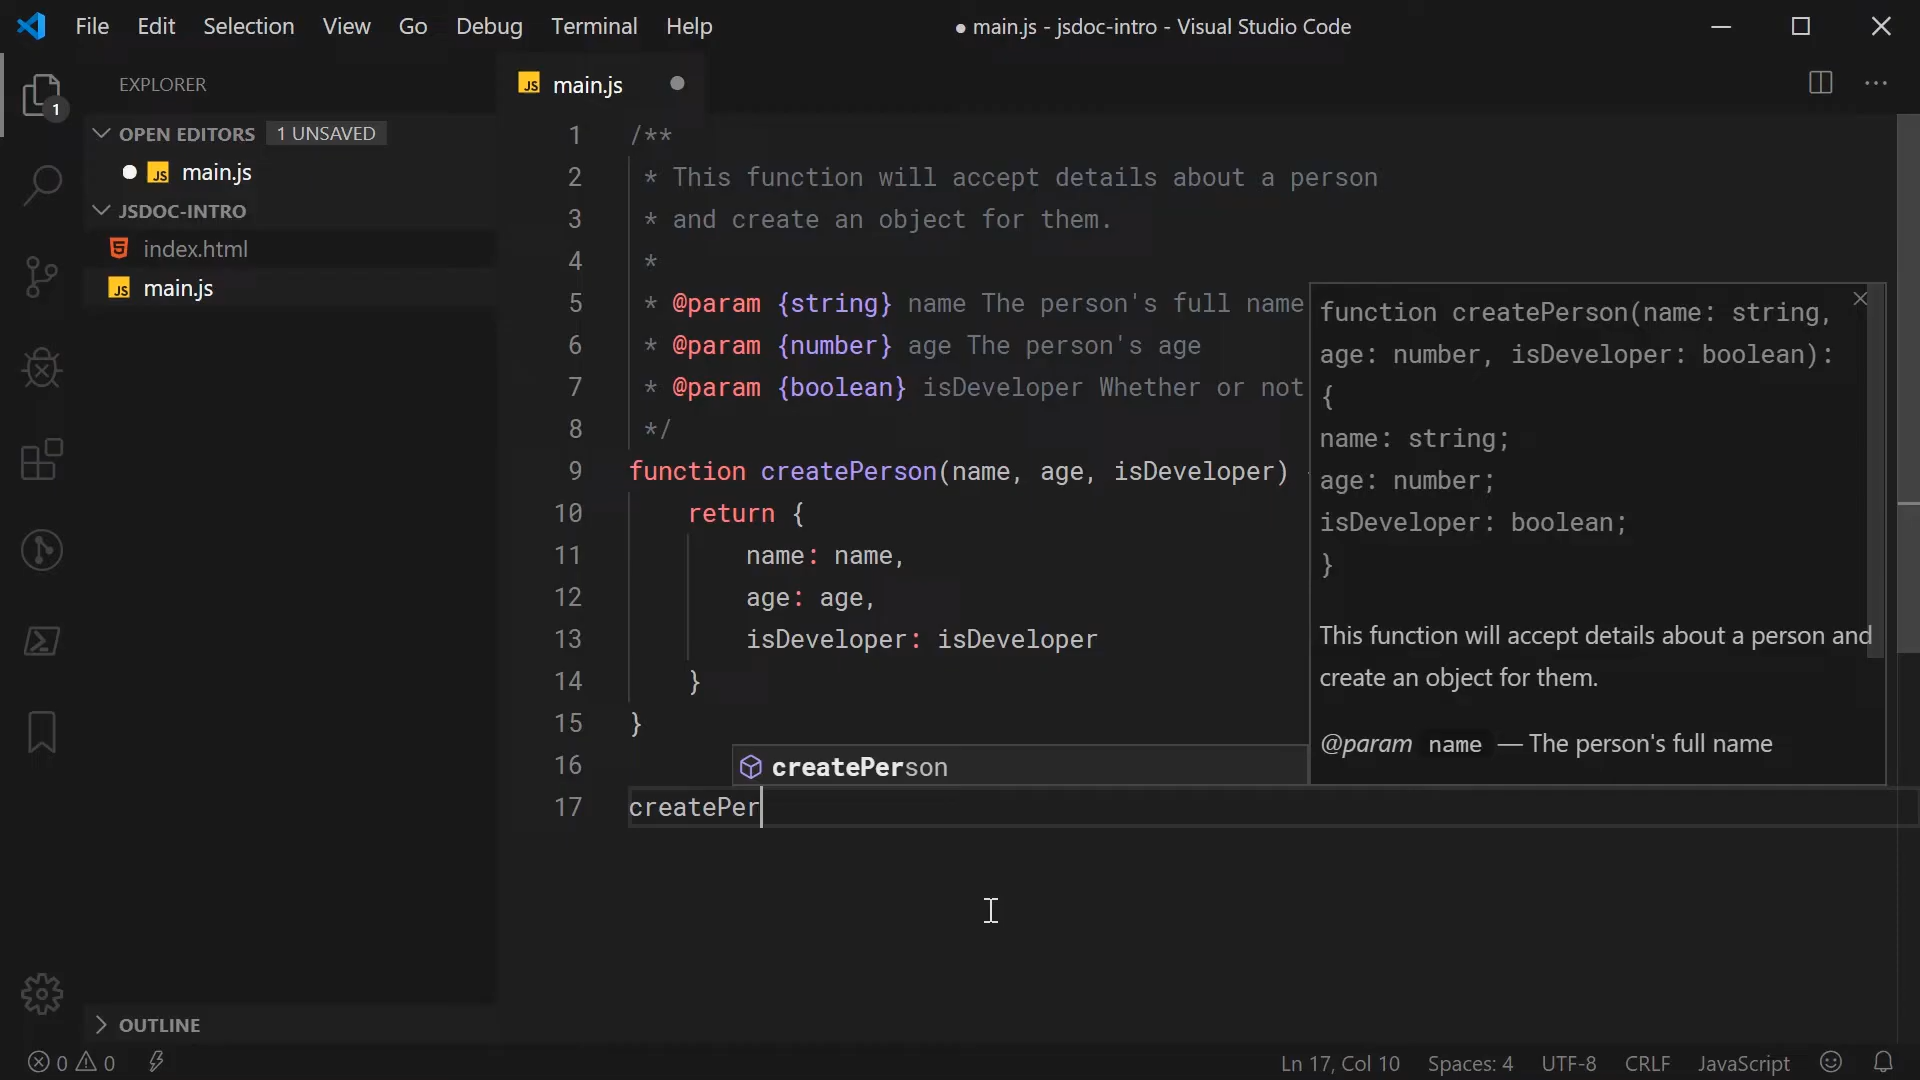 File Edit Selection View Go Debug Terminal Help
● main.js - jsdoc-intro - Visual Studio Code
1
EXPLORER
OPEN EDITORS 1 UNSAVED
JS main.js
JSDOC-INTRO
5 index.html
JS main.js
OUTLINE
JS main.js
1 /**
2 * This function will accept details about a person
3 * and create an object for them.
4 *
5 * @param {string} name The person's full name
6 * @param {number} age The person's age
7 * @param {boolean} isDeveloper Whether or not
8 */
9 function createPerson(name, age, isDeveloper)
10 return {
11 name: name,
12 age: age,
13 isDeveloper: isDeveloper
14 }
15 }
16
17 createPer
createPerson
function createPerson(name: string,
age: number, isDeveloper: boolean):
{
name: string;
age: number;
isDeveloper: boolean;
}
This function will accept details about a person and
create an object for them.
@param name — The person's full name
0 0
Ln 17, Col 10 Spaces: 4 UTF-8 CRLF JavaScript